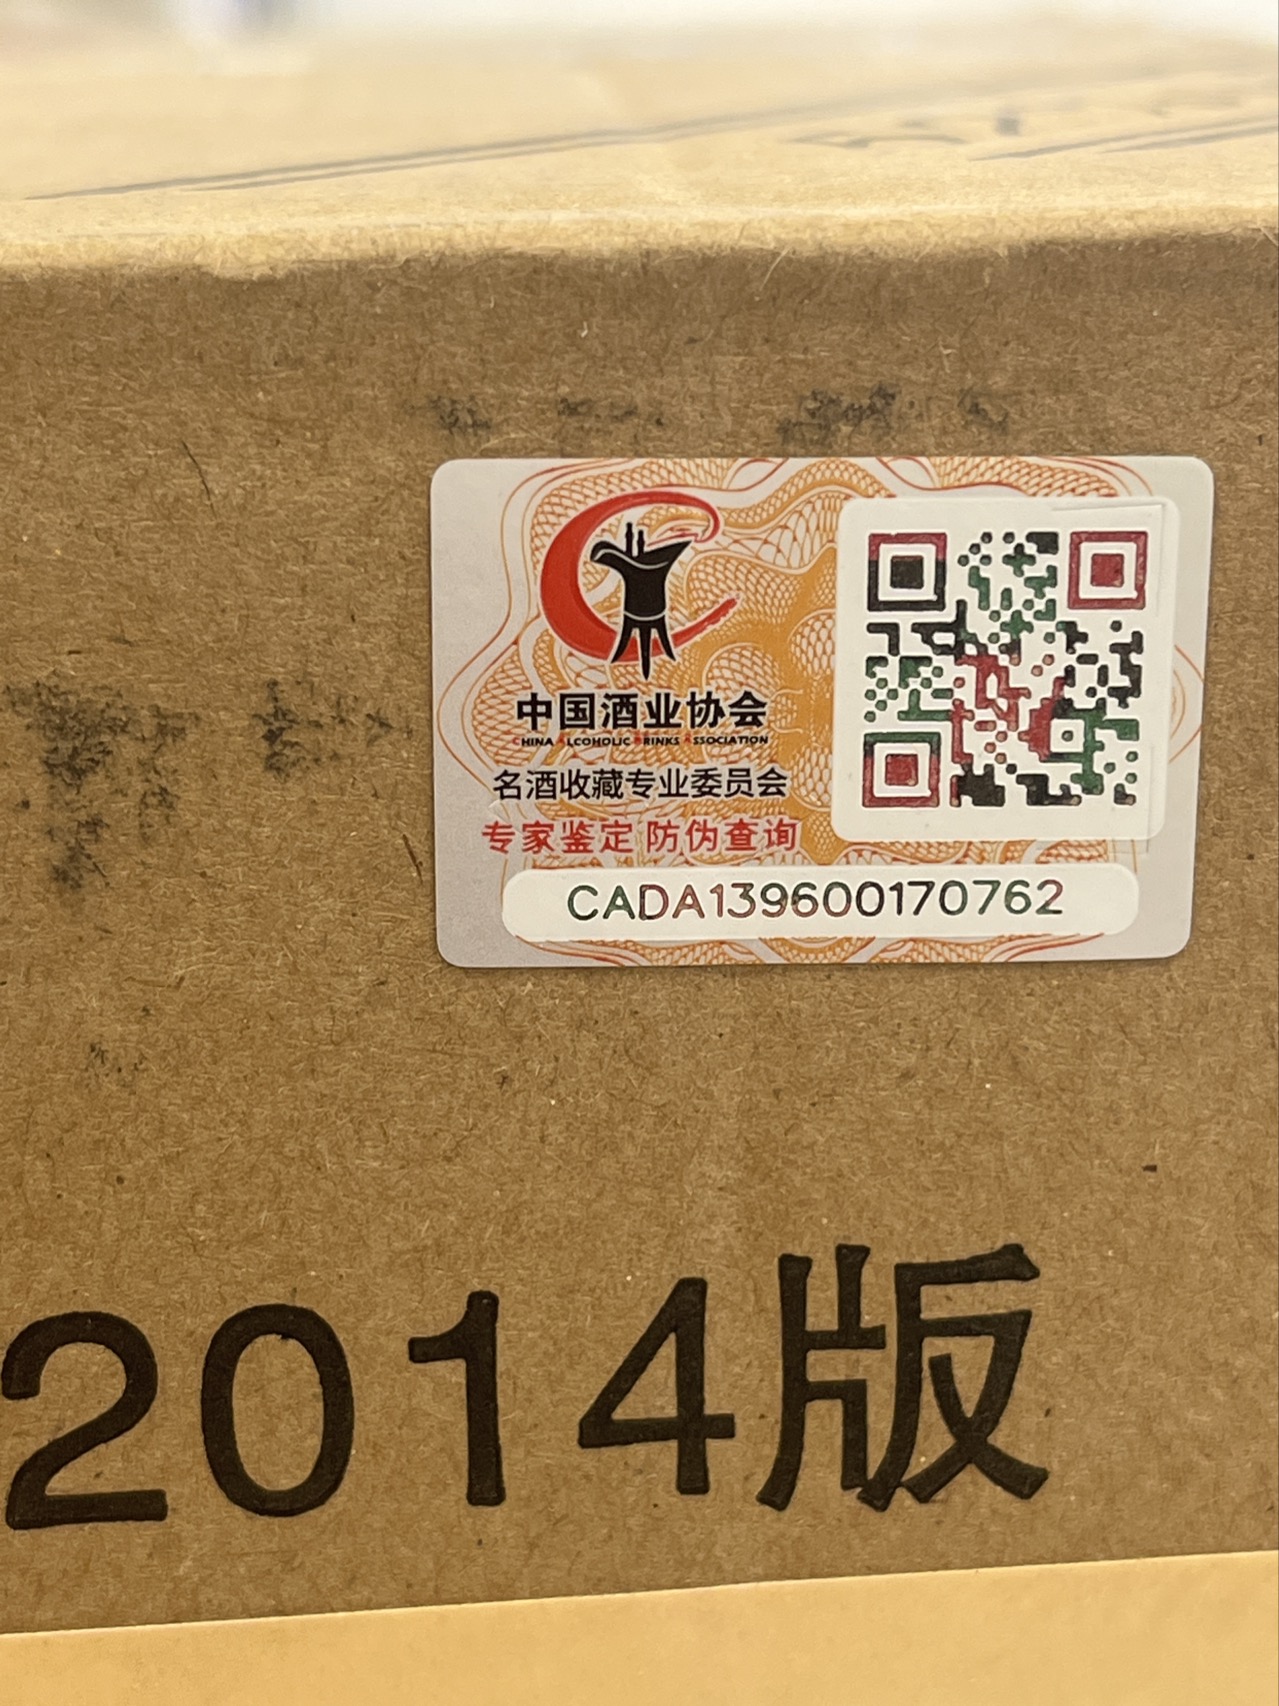 中国酒业协会
CHINA ALCOHOLIC DRINKS ASSOCIATION
名酒收藏专业委员会
专家鉴定 防伪查询
CADA139600170762
2014版